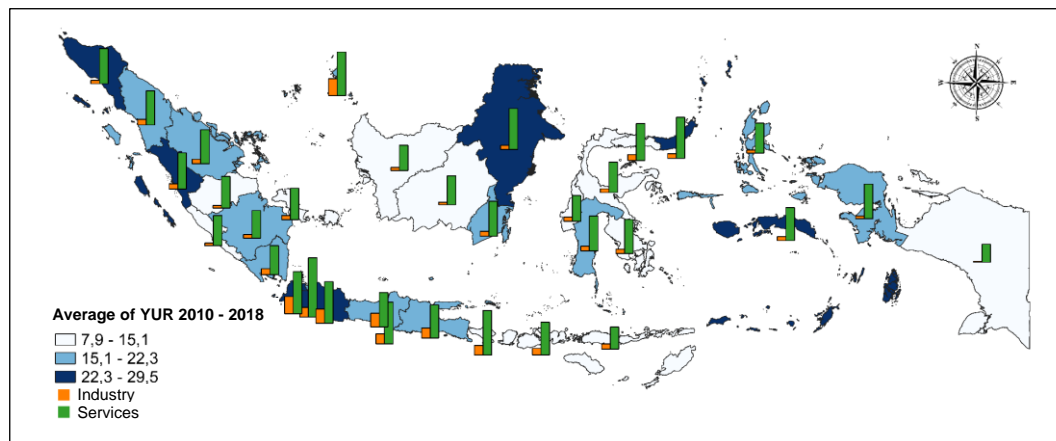 Average of YUR 2010 - 2018
7,9 - 15,1
15,1 - 22,3
22,3 - 29,5
Industry
Services